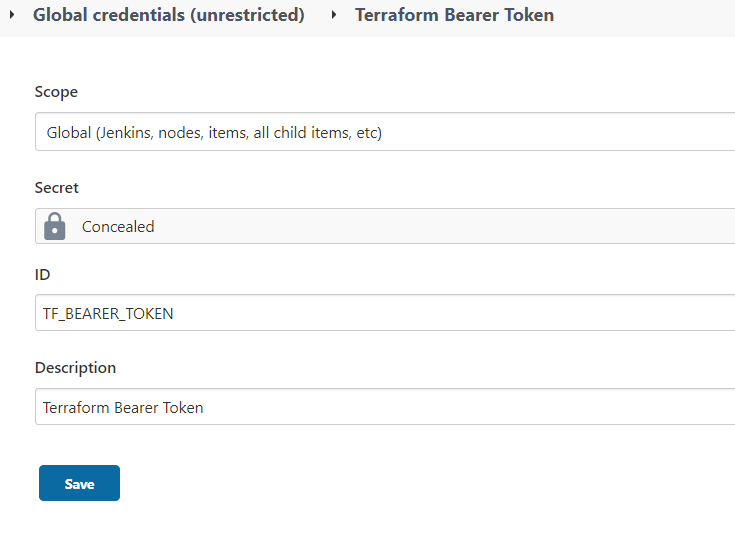 Global credentials (unrestricted) Terraform Bearer Token
Scope
Global (Jenkins, nodes, items, all child items, etc)
Secret
Concealed
ID
TF_BEARER_TOKEN
Description
Terraform Bearer Token
Save